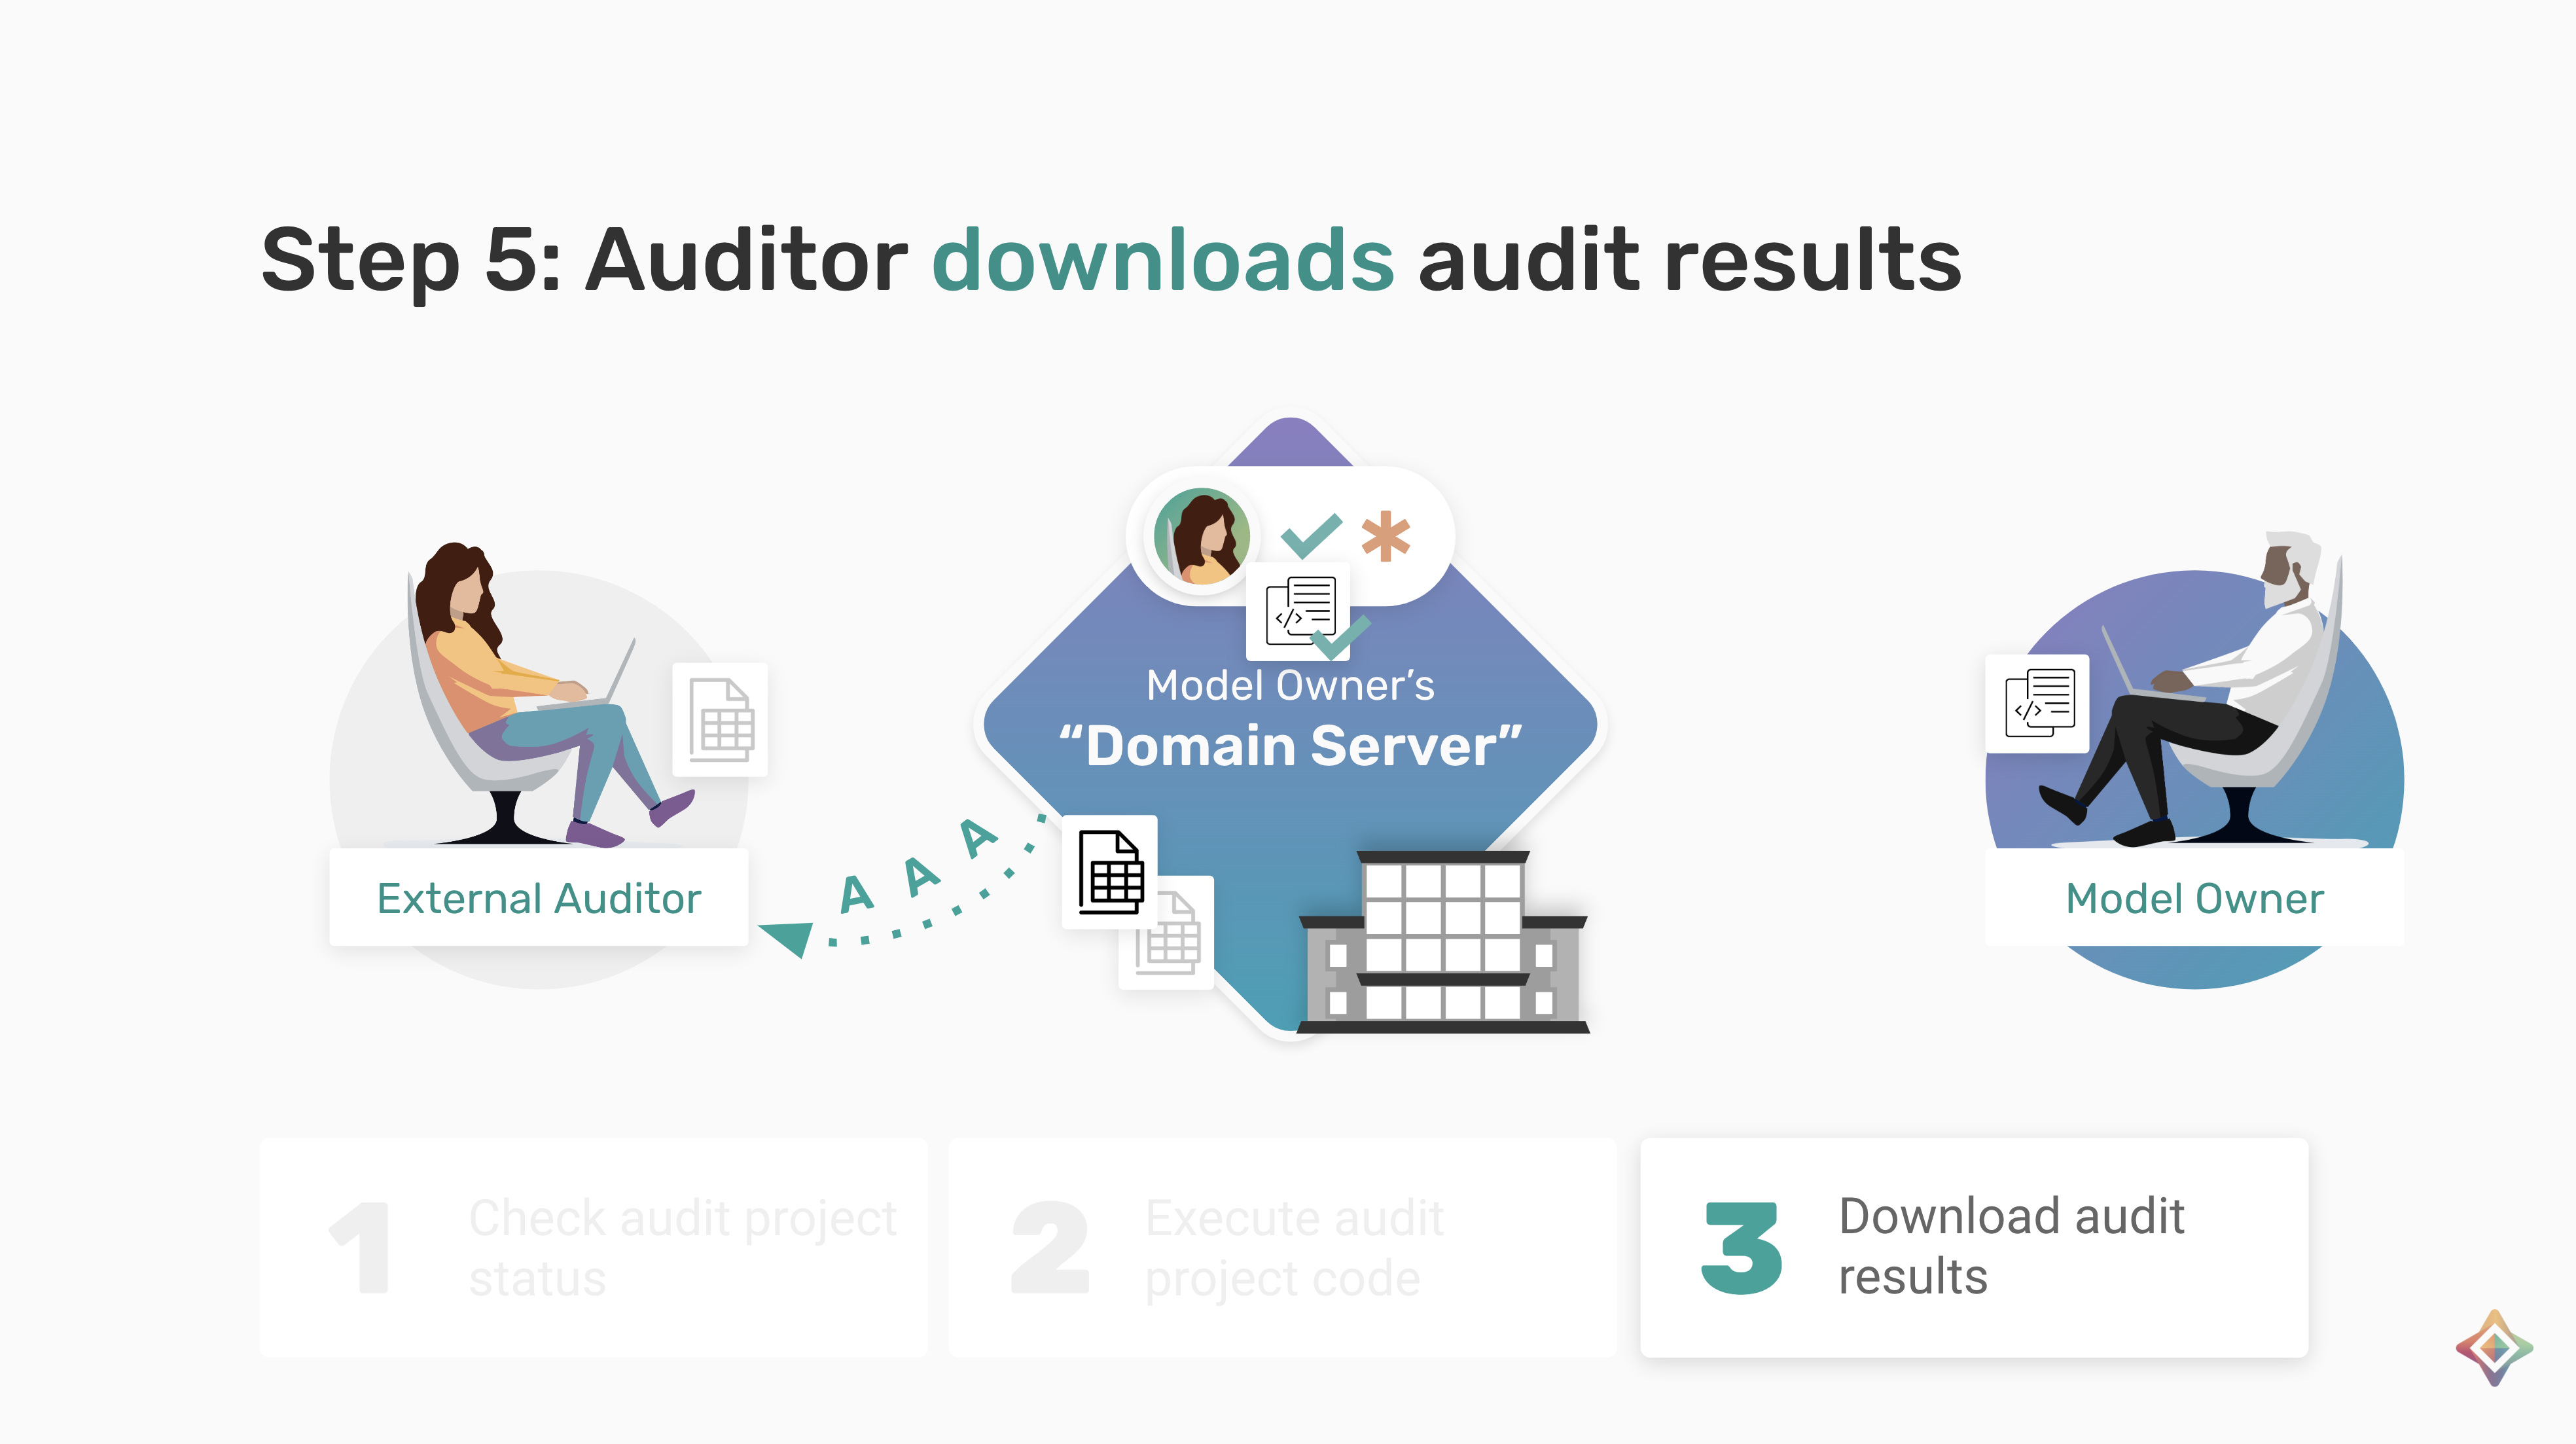 Step 5: Auditor downloads audit results
Model Owner’s
“Domain Server”
A A A
External Auditor
Model Owner
1
Check audit project
status
2
Execute audit
project code
3
Download audit
results